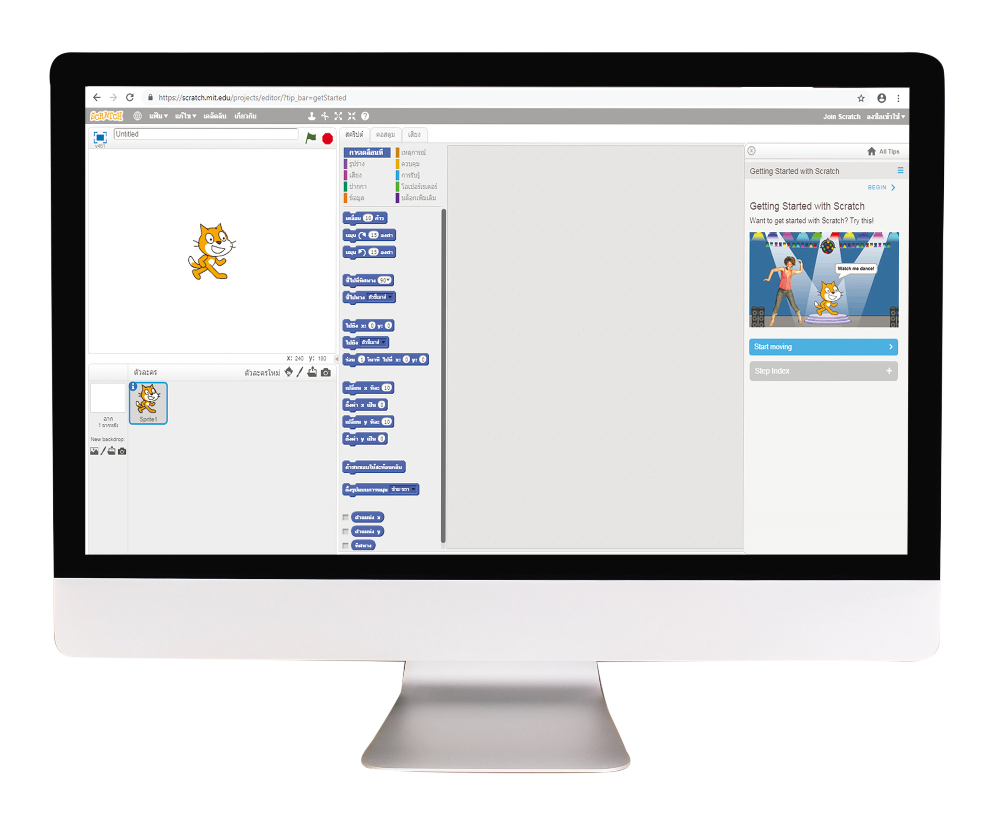 https://scratch.mit.edu/projects/editor/?tip_bar=getStarted
SCRATCH แฟ้ม แก้ไข เคล็ดลับ เกี่ยวกับ
Join Scratch ลงชื่อเข้าใช้
Untitled
v461
สคริปต์ คอสตูม เสียง
การเคลื่อนที่ เหตุการณ์
รูปร่าง ควบคุม
เสียง การรับรู้
ปากกา โอเปอร์เรเตอร์
ข้อมูล บล็อกเพิ่มเติม
เคลื่อน 10 ก้าว
หมุน 15 องศา
หมุน 15 องศา
ชี้ไปที่ทิศทาง 90
ชี้ไปทาง ตัวชี้เมาส์
ไปยัง x: 0 y: 0
ไปยัง ตัวชี้เมาส์
ร่อน 1 วินาที ไปที่ x: 0 y: 0
เปลี่ยน x ทีละ 10
ตั้งค่า x เป็น 0
เปลี่ยน y ทีละ 10
ตั้งค่า y เป็น 0
ถ้าชนขอบให้สะท้อนกลับ
ตั้งรูปแบบการหมุน ซ้าย-ขวา
ตำแหน่ง x
ตำแหน่ง y
ทิศทาง
x: 240 y: 180
ตัวละคร ตัวละครใหม่
Sprite1
ฉาก
1 ฉากหลัง
New backdrop:
All Tips
Getting Started with Scratch
BEGIN
Getting Started with Scratch
Want to get started with Scratch? Try this!
Watch me dance!
Start moving
Step Index